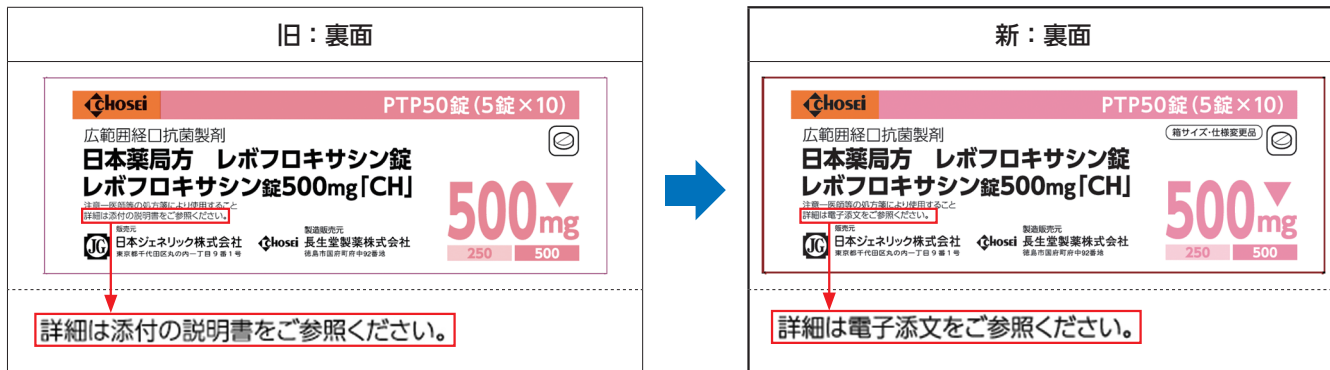 旧：裏面
CHOSEI
PTP50錠（5錠×10）
広範囲経口抗菌製剤
日本薬局方　レボフロキサシン錠
レボフロキサシン錠500mg「CH」
注意－医師等の処方箋により使用すること
詳細は添付の説明書をご参照ください。
JG
販売元
日本ジェネリック株式会社
東京都千代田区丸の内一丁目9番1号
CHOSEI
製造販売元
長生堂製薬株式会社
徳島市国府町府中92番地
500mg
250
500
詳細は添付の説明書をご参照ください。
新：裏面
CHOSEI
PTP50錠（5錠×10）
広範囲経口抗菌製剤
箱サイズ・仕様変更品
日本薬局方　レボフロキサシン錠
レボフロキサシン錠500mg「CH」
注意－医師等の処方箋により使用すること
詳細は電子添文をご参照ください。
JG
販売元
日本ジェネリック株式会社
東京都千代田区丸の内一丁目9番1号
CHOSEI
製造販売元
長生堂製薬株式会社
徳島市国府町府中92番地
500mg
250
500
詳細は電子添文をご参照ください。